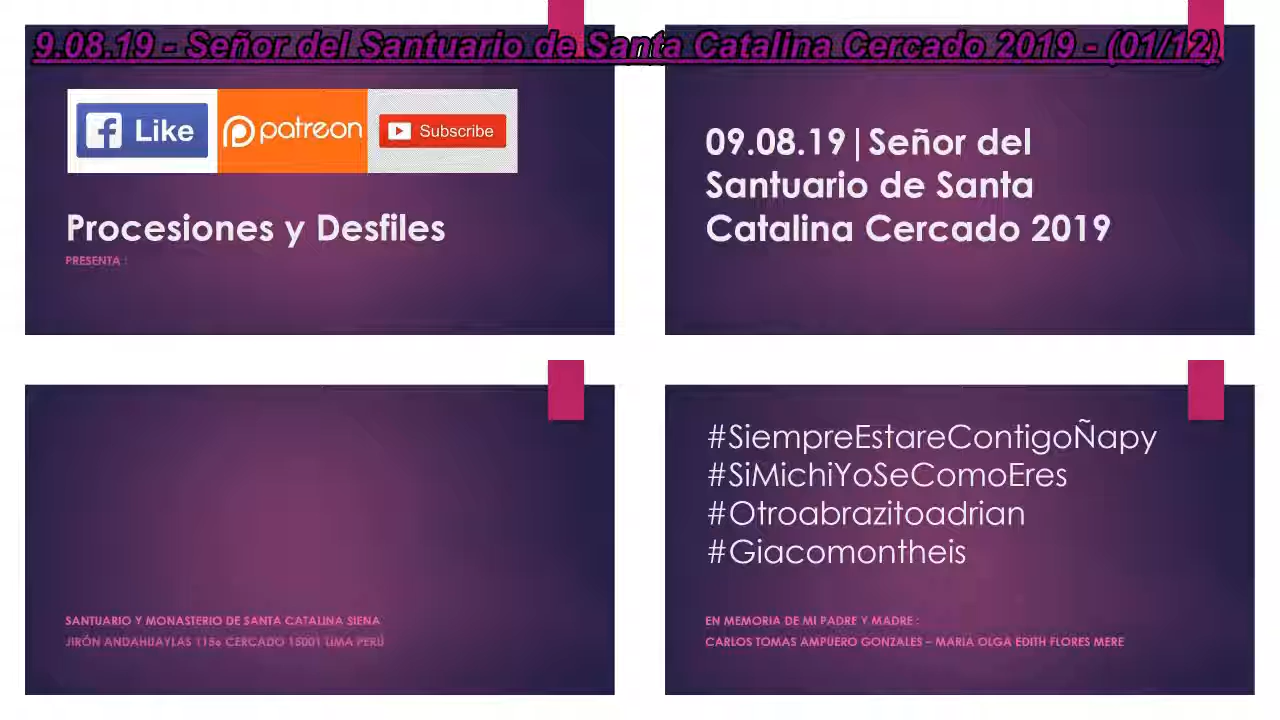 9.08.19 - Señor del Santuario de Santa Catalina Cercado 2019 - (01/12)
Like
patreon
Subscribe
Procesiones y Desfiles
PRESENTA :
09.08.19|Señor del
Santuario de Santa
Catalina Cercado 2019
SANTUARIO Y MONASTERIO DE SANTA CATALINA SIENA
JIRÓN ANDAHUAYLAS CERCADO 15001 LIMA PERÚ
#SiempreEstareContigoÑapy
#SiMichiYoSeComoEres
#Otroabrazitoadrian
#Giacomontheis
EN MEMORIA DE MI PADRE Y MADRE :
CARLOS TOMAS AMPUERO GONZALES – MARIA OLGA EDITH FLORES MERE